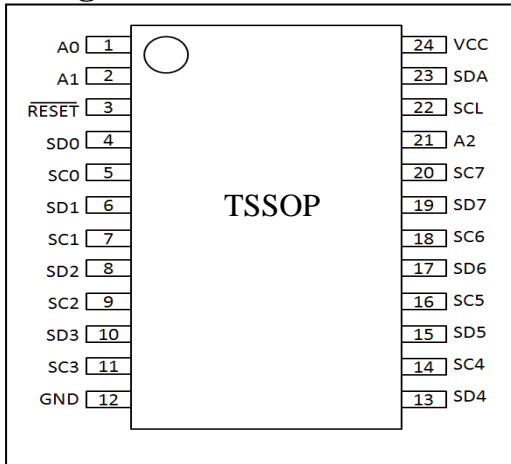 A0 1 24 VCC
A1 2 23 SDA
RESET 3 22 SCL
SD0 4 21 A2
SC0 5 20 SC7
SD1 6 TSSOP 19 SD7
SC1 7 18 SC6
SD2 8 17 SD6
SC2 9 16 SC5
SD3 10 15 SD5
SC3 11 14 SC4
GND 12 13 SD4